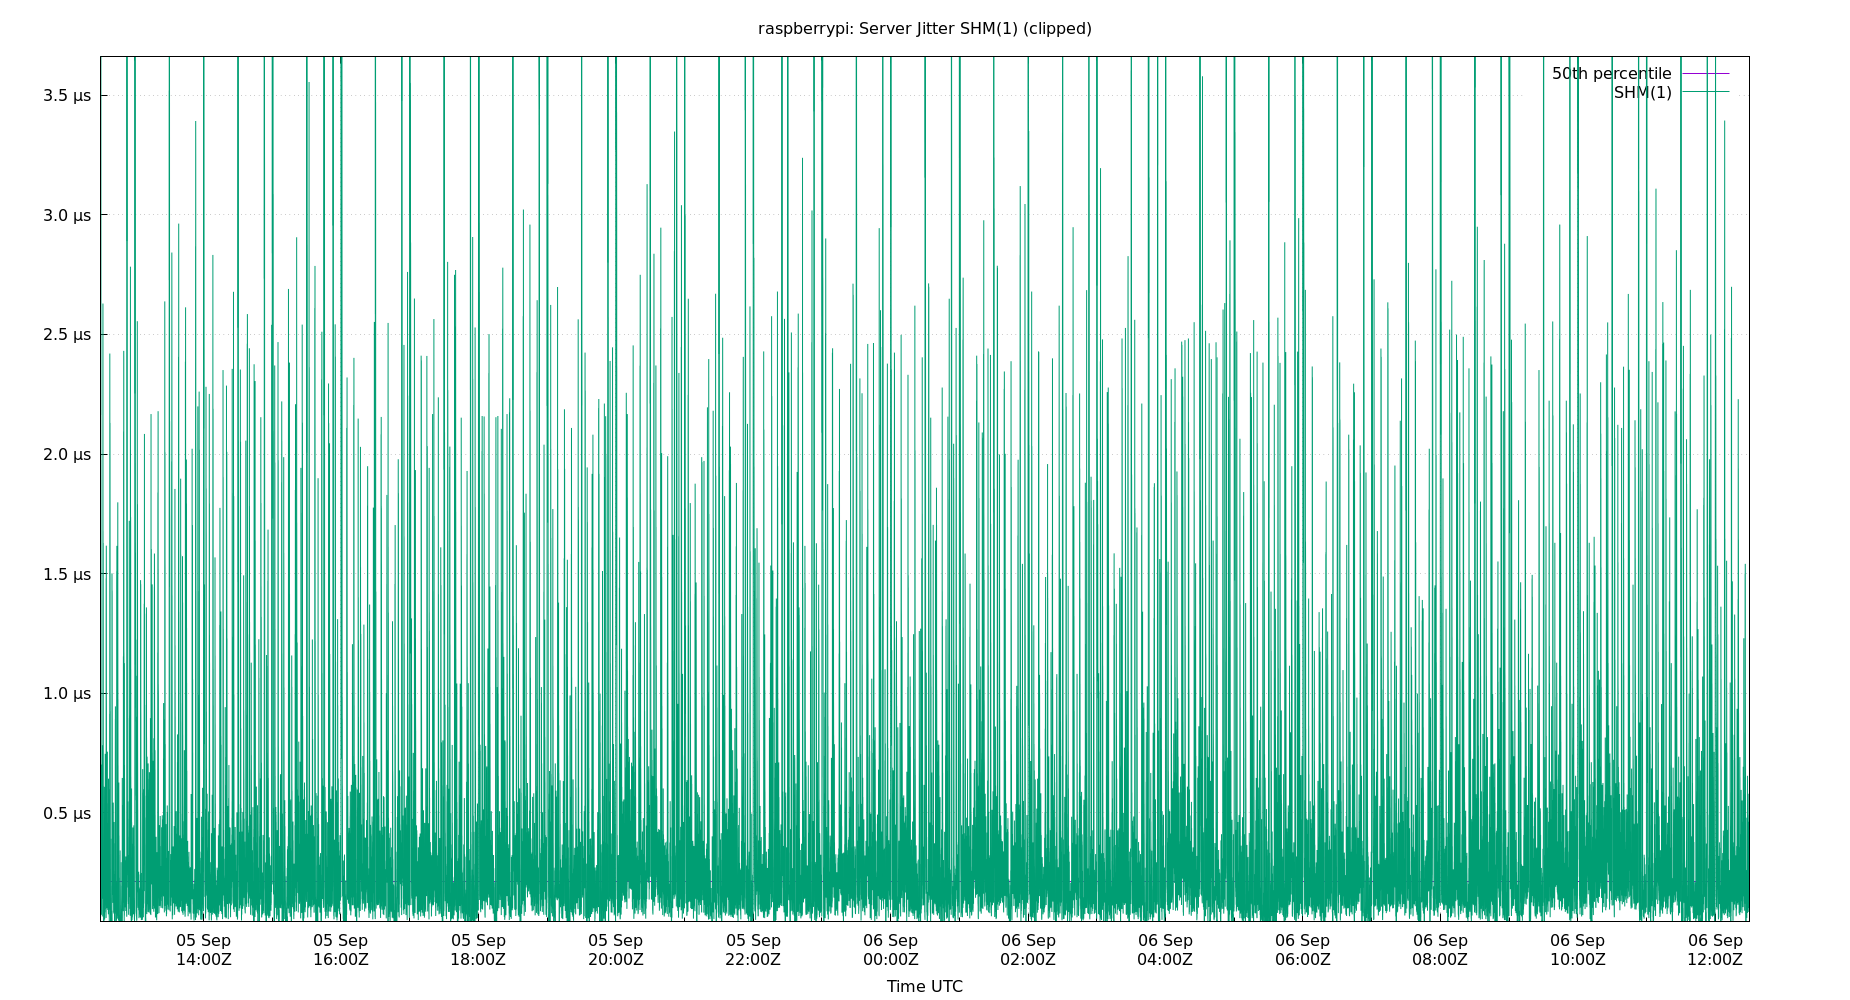 raspberrypi: Server Jitter SHM(1) (clipped)
50th percentile
SHM(1)
3.5 µs
3.0 µs
2.5 µs
2.0 µs
1.5 µs
1.0 µs
0.5 µs
05 Sep 05 Sep 05 Sep 05 Sep 05 Sep 06 Sep 06 Sep 06 Sep 06 Sep 06 Sep 06 Sep 06 Sep
14:00Z 16:00Z 18:00Z 20:00Z 22:00Z 00:00Z 02:00Z 04:00Z 06:00Z 08:00Z 10:00Z 12:00Z
Time UTC